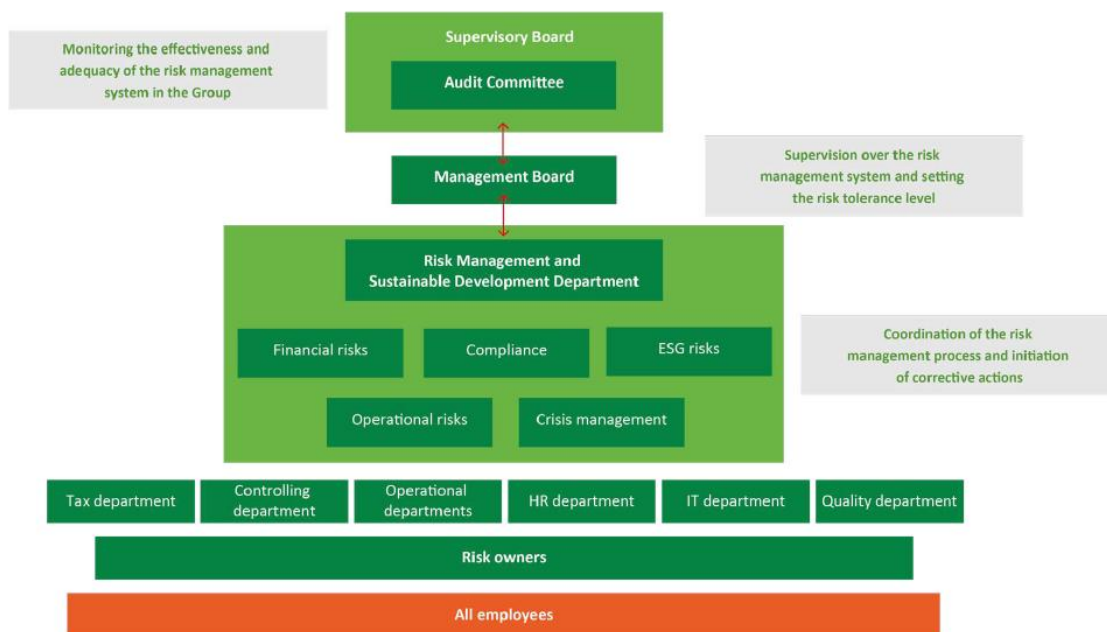 Supervisory Board
Monitoring the effectiveness and
adequacy of the risk management
system in the Group
Audit Committee
Management Board
Supervision over the risk
management system and setting
the risk tolerance level
Risk Management and
Sustainable Development Department
Financial risks
Compliance
ESG risks
Coordination of the risk
management process and initiation
of corrective actions
Operational risks
Crisis management
Tax department
Controlling
department
Operational
departments
HR department
IT department
Quality department
Risk owners
All employees